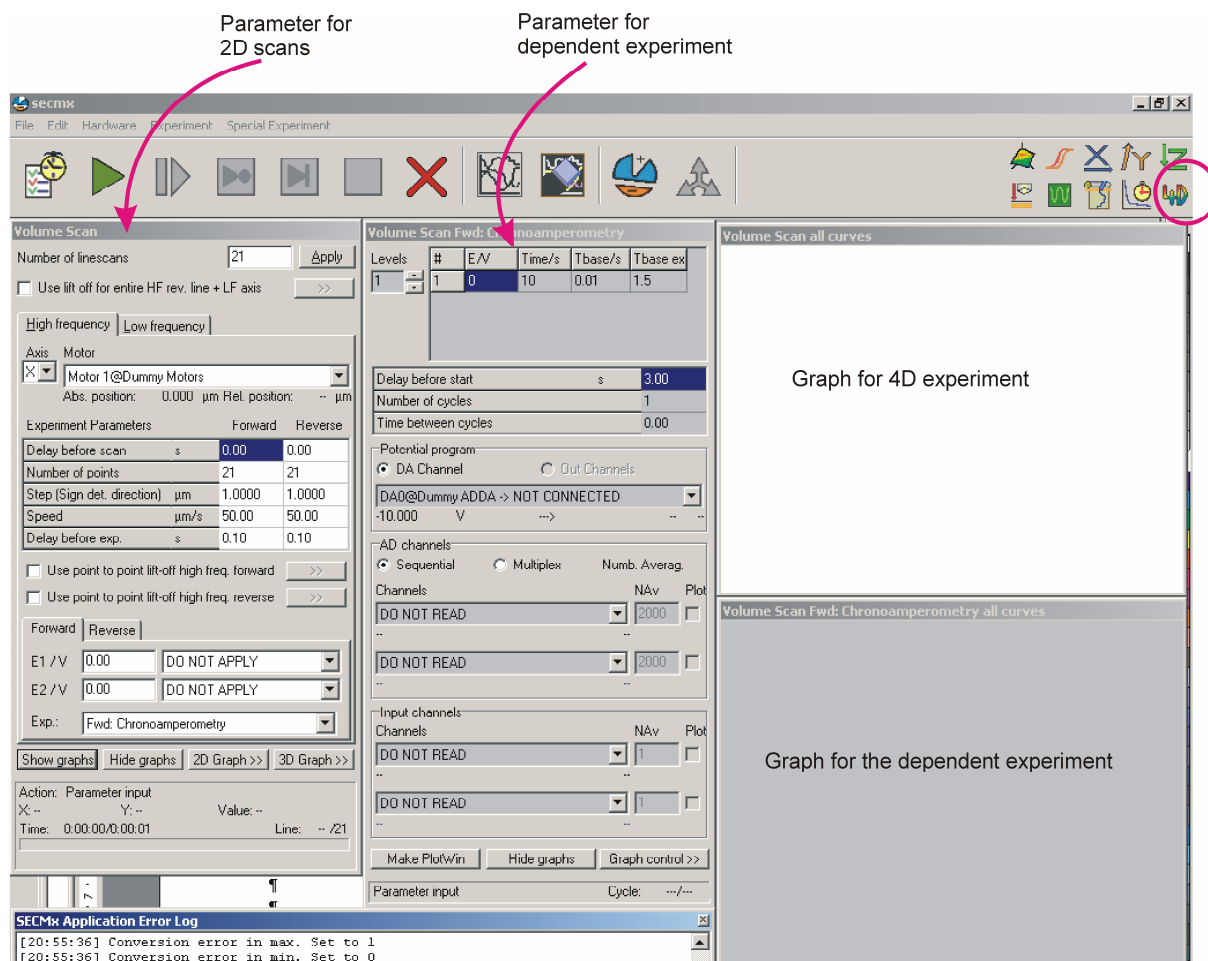 Parameter for
2D scans
Parameter for
dependent experiment
secmx
File Edit Hardware Experiment Special Experiment
4D
Volume Scan
Number of linescans 21 Apply
Use lift off for entire HF rev. line + LF axis >>
High frequency Low frequency
Axis Motor
X Motor 1@Dummy Motors
Abs. position: 0.000 µm Rel. position: -- µm
Experiment Parameters Forward Reverse
Delay before scan s 0.00 0.00
Number of points 21 21
Step (Sign det. direction) µm 1.0000 1.0000
Speed µm/s 50.00 50.00
Delay before exp. s 0.10 0.10
Use point to point lift-off high freq. forward >>
Use point to point lift-off high freq. reverse >>
Forward Reverse
E1 / V 0.00 DO NOT APPLY
E2 / V 0.00 DO NOT APPLY
Exp.: Fwd: Chronoamperometry
Show graphs Hide graphs 2D Graph >> 3D Graph >>
Action: Parameter input
X: -- Y: -- Value: --
Time: 0:00:00/0:00:01 Line: -- /21
Volume Scan Fwd: Chronoamperometry
Levels # E/V Time/s Tbase/s Tbase ex
1 1 0 10 0.01 1.5
Delay before start s 3.00
Number of cycles 1
Time between cycles 0.00
Potential program
DA Channel Out Channels
DA0@Dummy ADDA -> NOT CONNECTED
-10.000 V ---> -- --
AD channels
Sequential Multiplex Numb. Averag.
Channels NAv Plot
DO NOT READ 2000
-- --
DO NOT READ 2000
-- --
Input channels
Channels NAv Plot
DO NOT READ 1
-- --
DO NOT READ 1
-- --
Make PlotWin Hide graphs Graph control >>
Parameter input Cycle: ---/---
Volume Scan all curves
Graph for 4D experiment
Volume Scan Fwd: Chronoamperometry all curves
Graph for the dependent experiment
SECMx Application Error Log
[20:55:36] Conversion error in max. Set to 1
[20:55:36] Conversion error in min. Set to 0